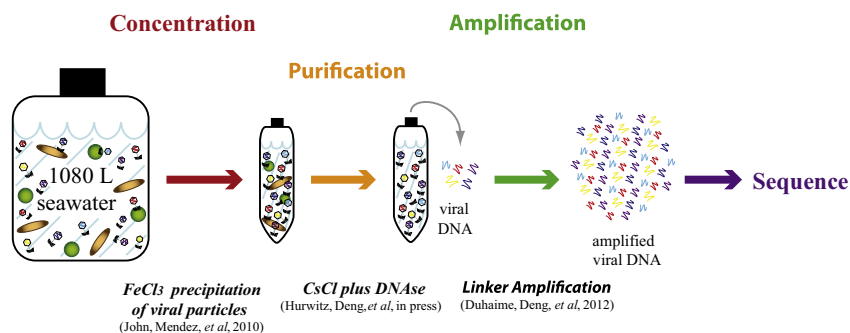 Concentration
Amplification
Purification
1080 L
seawater
Sequence
viral
DNA
amplified
viral DNA
FeCl3 precipitation
of viral particles
(John, Mendez, et al, 2010)
CsCl plus DNAse
(Hurwitz, Deng, et al, in press)
Linker Amplification
(Duhaime, Deng, et al, 2012)